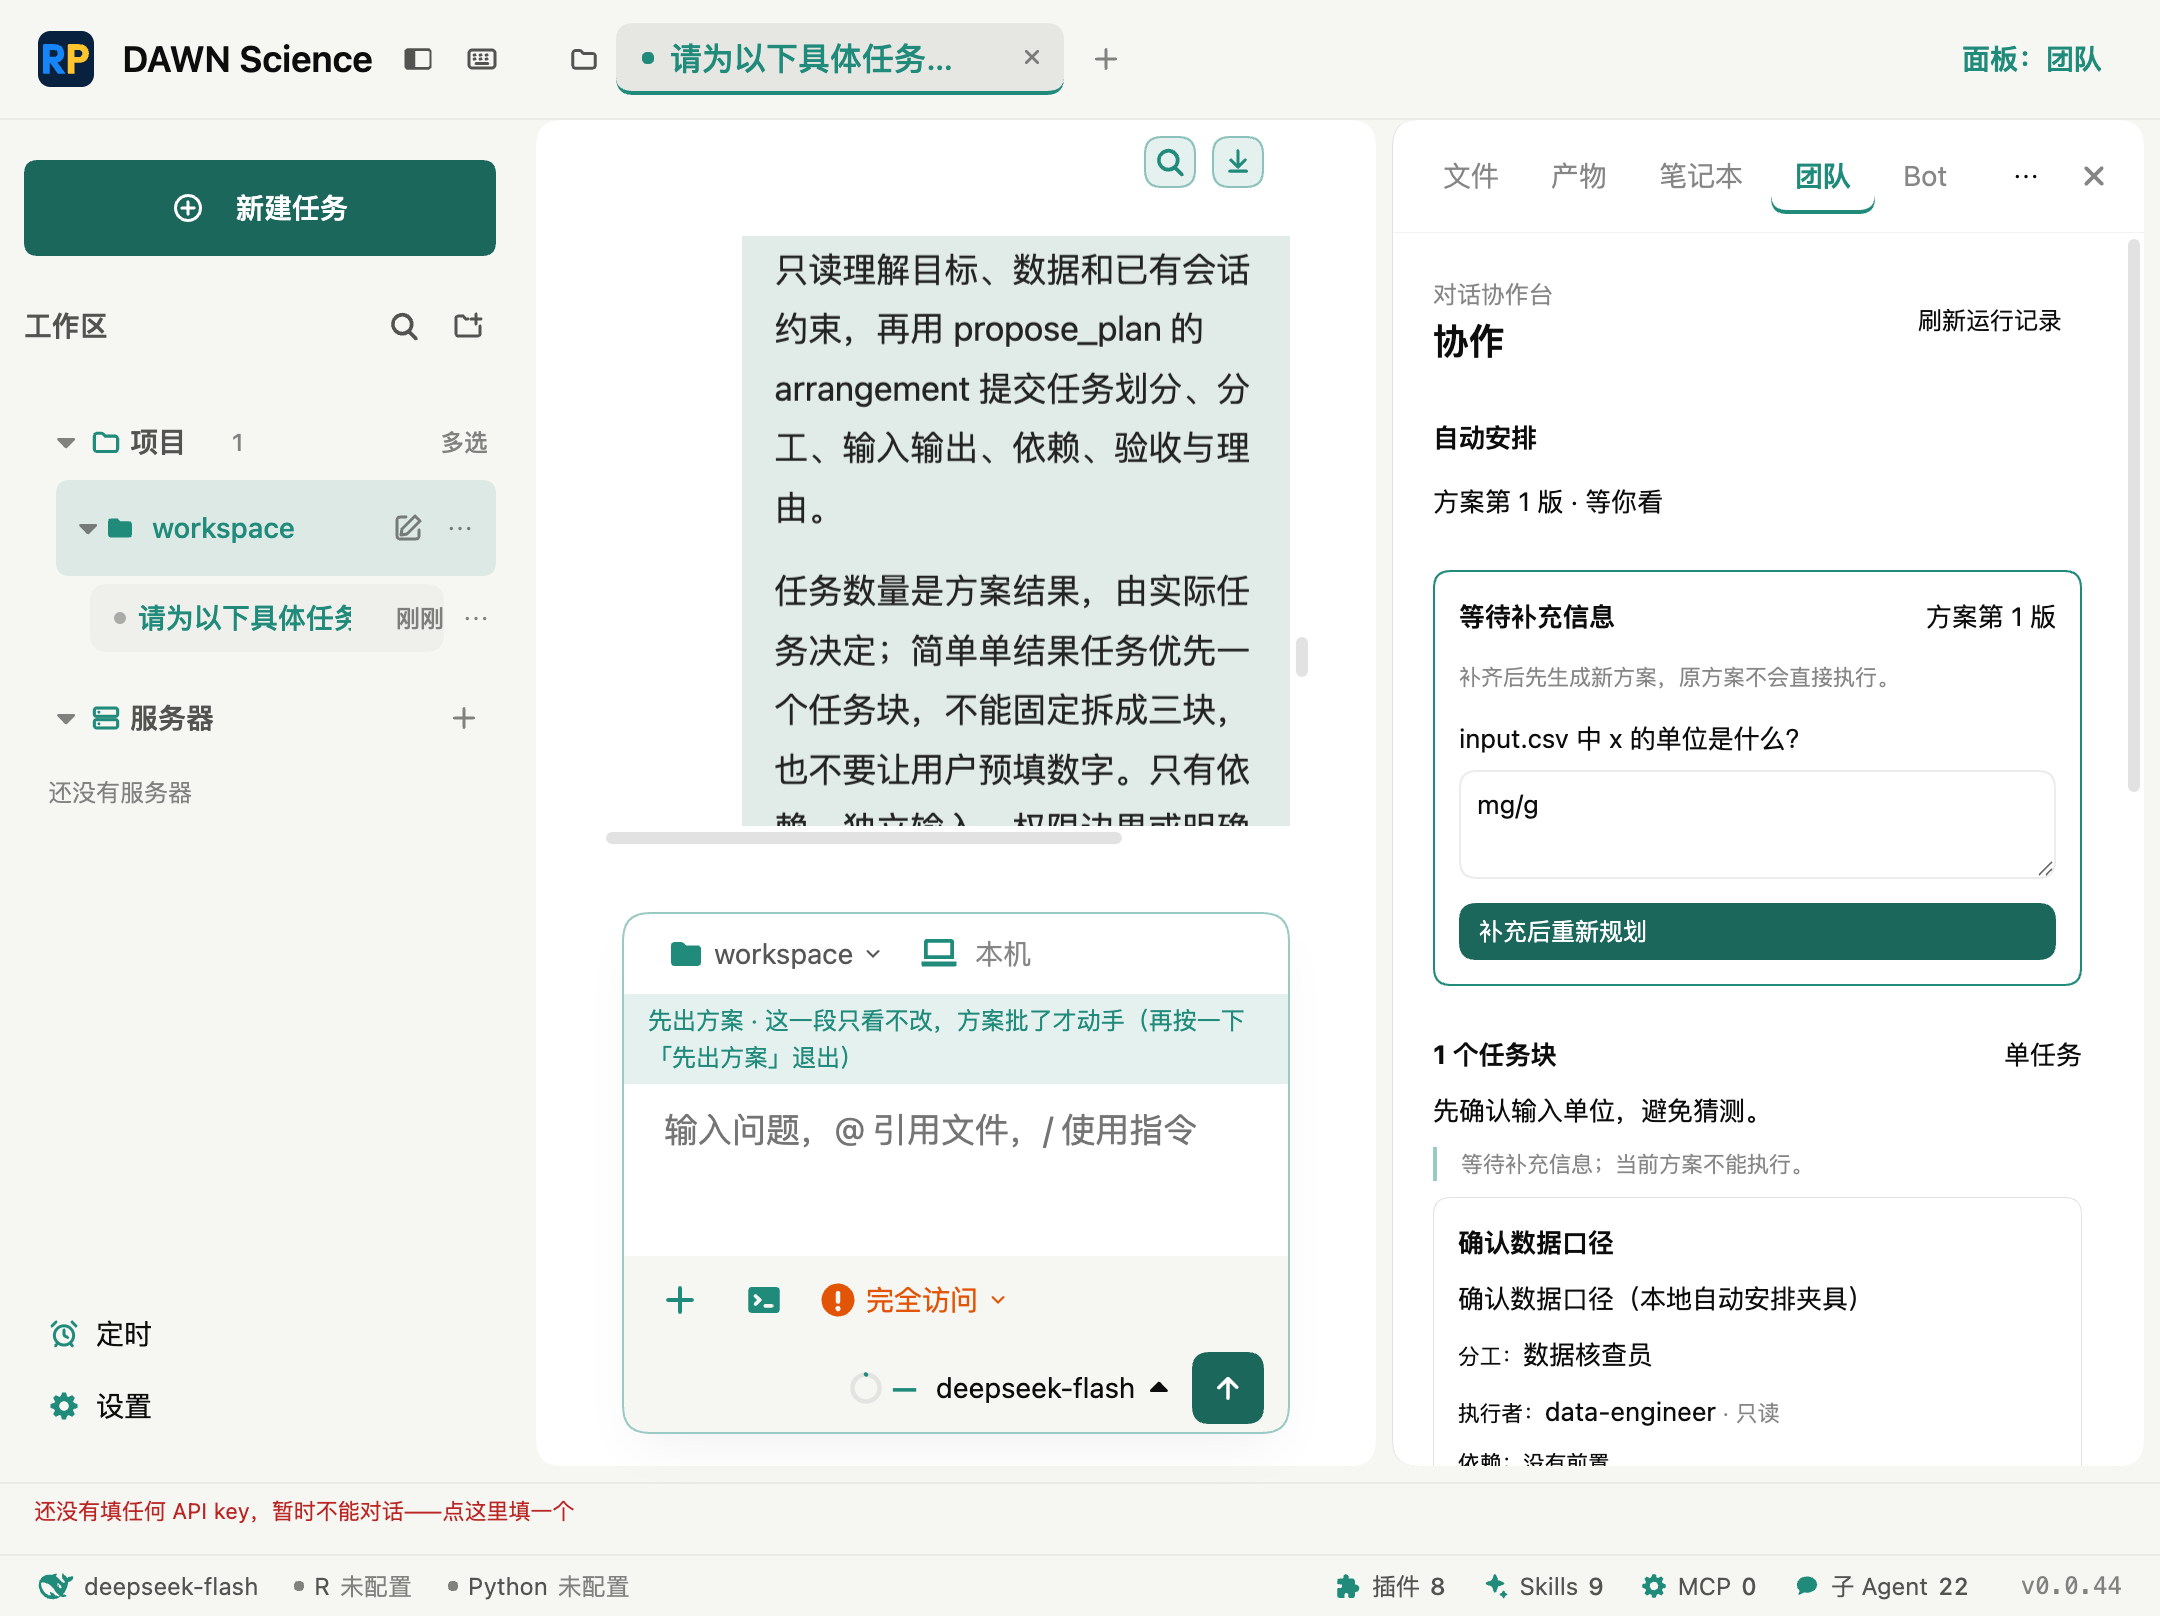 RP DAWN Science
请为以下具体任务...
面板：团队
新建任务
工作区
项目 1 多选
workspace
请为以下具体任务 刚刚
服务器
还没有服务器
定时
设置
只读理解目标、数据和已有会话
约束，再用 propose_plan 的
arrangement 提交任务划分、分
工、输入输出、依赖、验收与理
由。
任务数量是方案结果，由实际任
务决定；简单单结果任务优先一
个任务块，不能固定拆成三块，
也不要让用户预填数字。只有依
赖、独立输入、权限边界或明确
workspace 本机
先出方案 · 这一段只看不改，方案批了才动手（再按一下
「先出方案」退出）
输入问题，@ 引用文件，/ 使用指令
完全访问
deepseek-flash
文件 产物 笔记本 团队 Bot ...
对话协作台
协作
刷新运行记录
自动安排
方案第 1 版 · 等你看
等待补充信息 方案第 1 版
补齐后先生成新方案，原方案不会直接执行。
input.csv 中 x 的单位是什么?
mg/g
补充后重新规划
1 个任务块 单任务
先确认输入单位，避免猜测。
等待补充信息；当前方案不能执行。
确认数据口径
确认数据口径（本地自动安排夹具）
分工：数据核查员
执行者：data-engineer · 只读
依赖：没有前置
还没有填任何 API key，暂时不能对话——点这里填一个
deepseek-flash R 未配置 Python 未配置
插件 8 Skills 9 MCP 0 子 Agent 22 v0.0.44